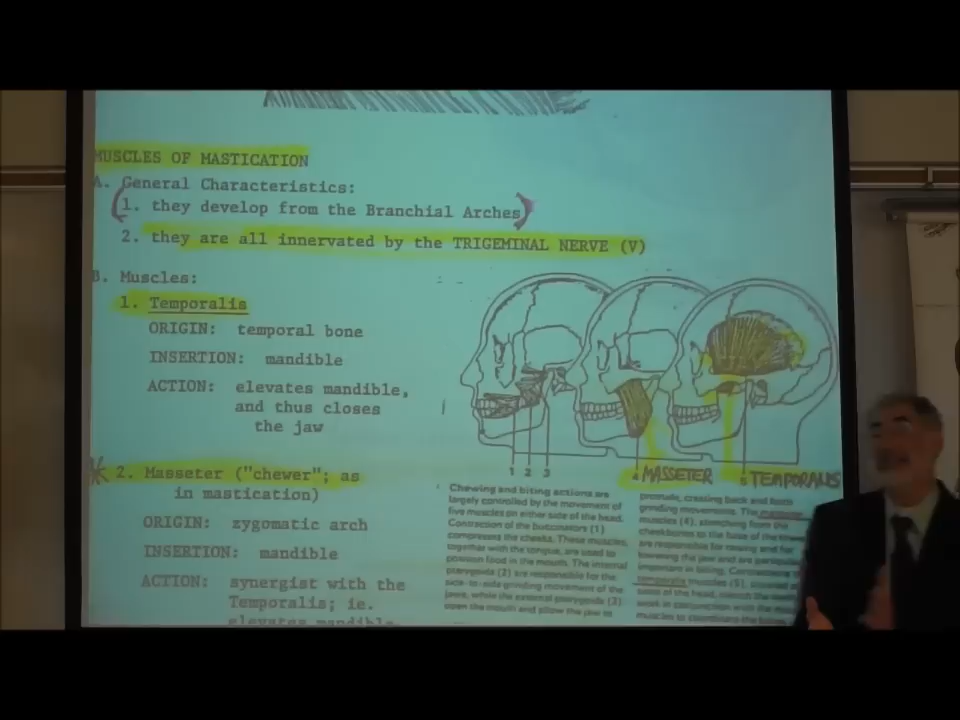 MUSCLES OF MASTICATION
A. General Characteristics:
1. they develop from the Branchial Arches
2. they are all innervated by the TRIGEMINAL NERVE (V)
B. Muscles:
1. Temporalis
ORIGIN: temporal bone
INSERTION: mandible
ACTION: elevates mandible,
and thus closes
the jaw
* 2. Masseter ("chewer"; as
in mastication)
ORIGIN: zygomatic arch
INSERTION: mandible
ACTION: synergist with the
Temporalis; ie.
elevates mandible
1 2 3
4 MASSETER
5 TEMPORALIS
Chewing and biting actions are
largely controlled by the movement of
five muscles on either side of the head.
Contraction of the buccinators (1)
compresses the cheeks. These muscles,
together with the tongue, are used to
position food in the mouth. The internal
pterygoids (2) are responsible for the
side-to-side grinding movement of the
jaws, while the external pterygoids (3)
open the mouth and allow the jaw to
protrude, creating back and forth
grinding movements. The masseter
muscles (4), stretching from the
cheekbones to the base of the
are responsible for raising and
lowering the jaw and are
important in biting. Contractions
temporalis muscles (5),
sides of the head,
work in conjunction with the
muscles to